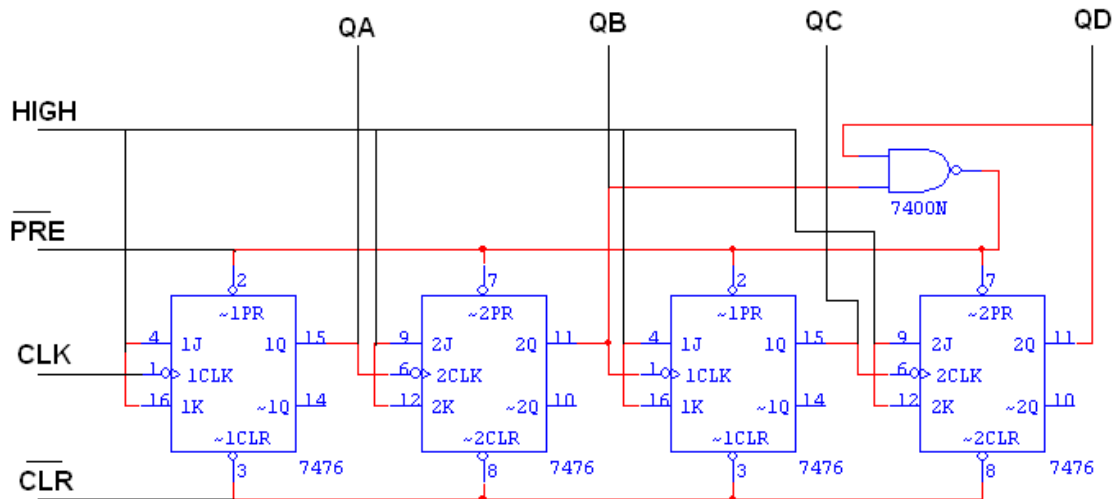 QA QB QC QD
HIGH
7400N
PRE
2 7 2 7
~1PR ~2PR ~1PR ~2PR
4 1J 1Q 15 9 2J 2Q 11 4 1J 1Q 15 9 2J 2Q 11
CLK 1 1CLK 6 2CLK 1 1CLK 6 2CLK
16 1K ~1Q 14 12 2K ~2Q 10 16 1K ~1Q 14 12 2K ~2Q 10
~1CLR ~2CLR ~1CLR ~2CLR
CLR 3 7476 8 7476 3 7476 8 7476